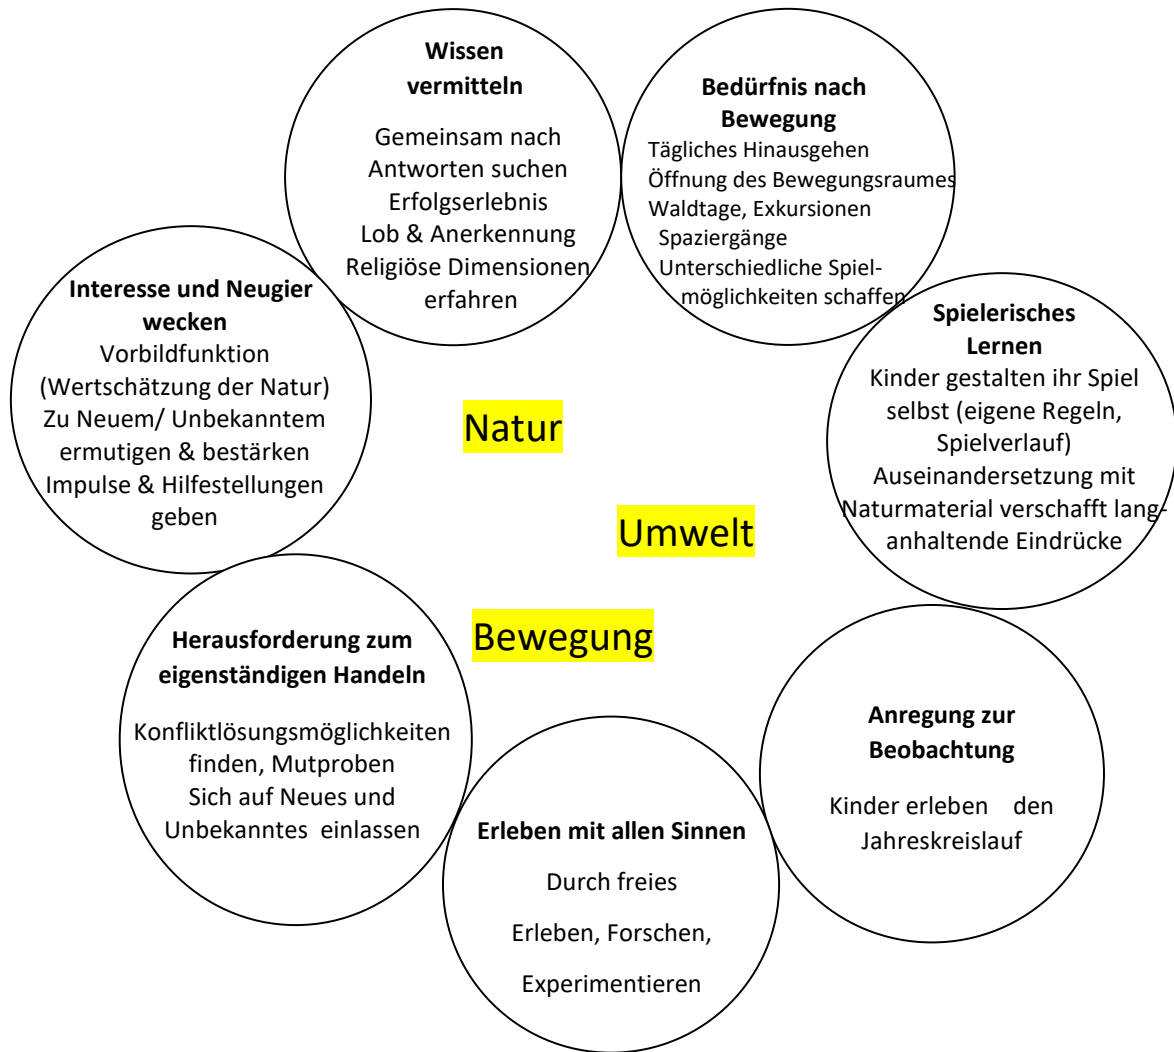 Wissen
vermitteln
Gemeinsam nach
Antworten suchen
Erfolgserlebnis
Lob & Anerkennung
Religiöse Dimensionen
erfahren
Bedürfnis nach
Bewegung
Tägliches Hinausgehen
Öffnung des Bewegungsraumes
Waldtage, Exkursionen
Spaziergänge
Unterschiedliche Spiel-
möglichkeiten schaffen
Interesse und Neugier
wecken
Vorbildfunktion
(Wertschätzung der Natur)
Zu Neuem/ Unbekanntem
ermutigen & bestärken
Impulse & Hilfestellungen
geben
Spielerisches
Lernen
Kinder gestalten ihr Spiel
selbst (eigene Regeln,
Spielverlauf)
Auseinandersetzung mit
Naturmaterial verschafft lang-
anhaltende Eindrücke
Natur
Umwelt
Bewegung
Herausforderung zum
eigenständigen Handeln
Konfliktlösungsmöglichkeiten
finden, Mutproben
Sich auf Neues und
Unbekanntes einlassen
Anregung zur
Beobachtung
Kinder erleben den
Jahreskreislauf
Erleben mit allen Sinnen
Durch freies
Erleben, Forschen,
Experimentieren